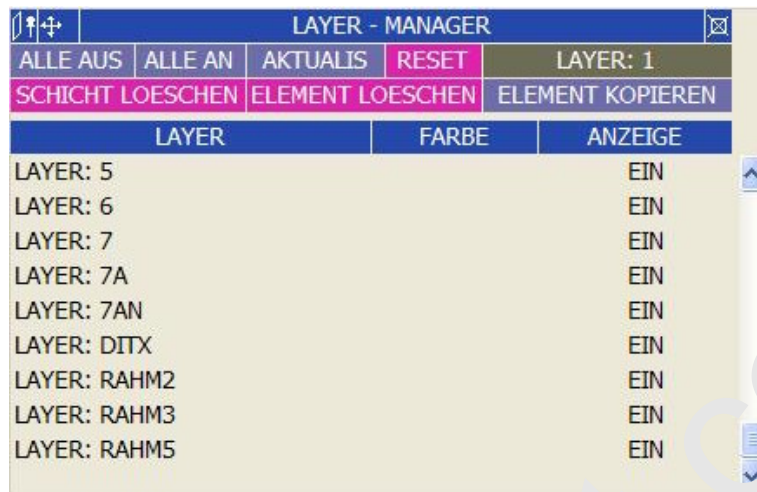 LAYER - MANAGER
ALLE AUS ALLE AN AKTUALIS RESET LAYER: 1
SCHICHT LOESCHEN ELEMENT LOESCHEN ELEMENT KOPIEREN
LAYER FARBE ANZEIGE
LAYER: 5 EIN
LAYER: 6 EIN
LAYER: 7 EIN
LAYER: 7A EIN
LAYER: 7AN EIN
LAYER: DITX EIN
LAYER: RAHM2 EIN
LAYER: RAHM3 EIN
LAYER: RAHM5 EIN